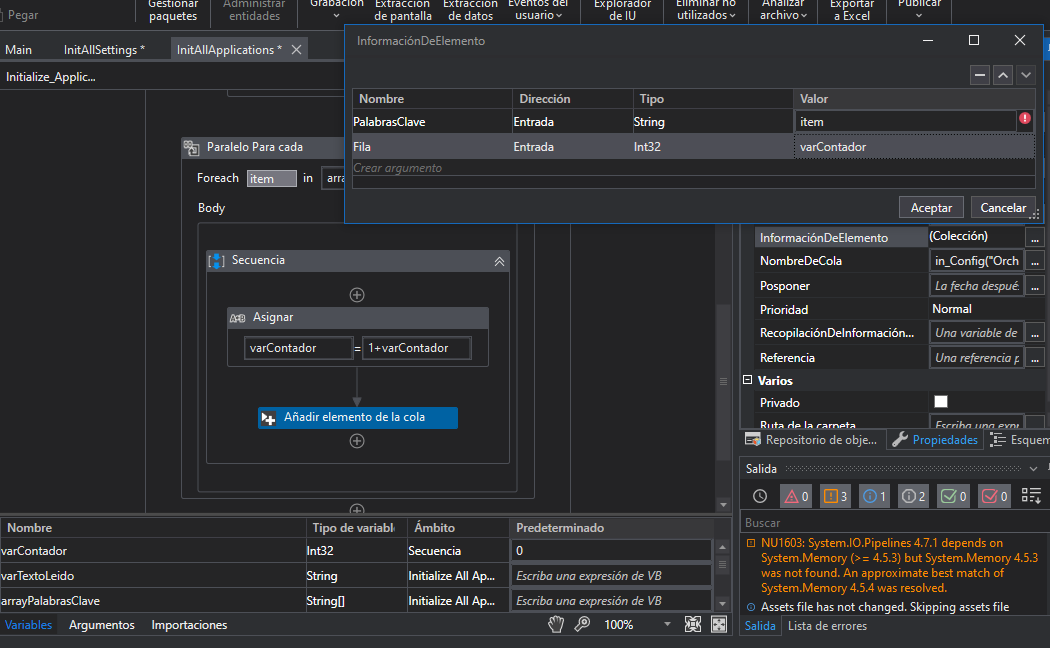 Pegar
Gestionar paquetes
Administrar entidades
Grabación
Extracción de pantalla
Extracción de datos
Eventos del usuario
Explorador de IU
Eliminar no utilizados
Analizar archivo
Exportar a Excel
Publicar
Main
InitAllSettings *
InitAllApplications *
Initialize_Applic...
InformaciónDeElemento
Nombre Dirección Tipo Valor
PalabrasClave Entrada String item
Fila Entrada Int32 varContador
Crear argumento
Aceptar Cancelar
Paralelo Para cada
Foreach item in arra
Body
Secuencia
Asignar
varContador = 1+varContador
Añadir elemento de la cola
InformaciónDeElemento (Colección) ...
NombreDeCola in_Config("Orch ...
Posponer La fecha después ...
Prioridad Normal
RecopilaciónDeInformación... Una variable de ...
Referencia Una referencia p ...
Varios
Privado
Ruta de la carpeta Escriba una expr
Repositorio de obje... Propiedades Esquem
Salida
0 3 1 2 0 0
Buscar
NU1603: System.IO.Pipelines 4.7.1 depends on
System.Memory (>= 4.5.3) but System.Memory 4.5.3
was not found. An approximate best match of
System.Memory 4.5.4 was resolved.
Assets file has not changed. Skipping assets file
Salida Lista de errores
Nombre Tipo de variabl Ámbito Predeterminado
varContador Int32 Secuencia 0
varTextoLeido String Initialize All Ap... Escriba una expresión de VB
arrayPalabrasClave String[] Initialize All Ap... Escriba una expresión de VB
Variables Argumentos Importaciones 100%